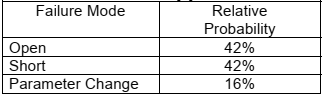 Failure Mode Relative
Probability
Open 42%
Short 42%
Parameter Change 16%